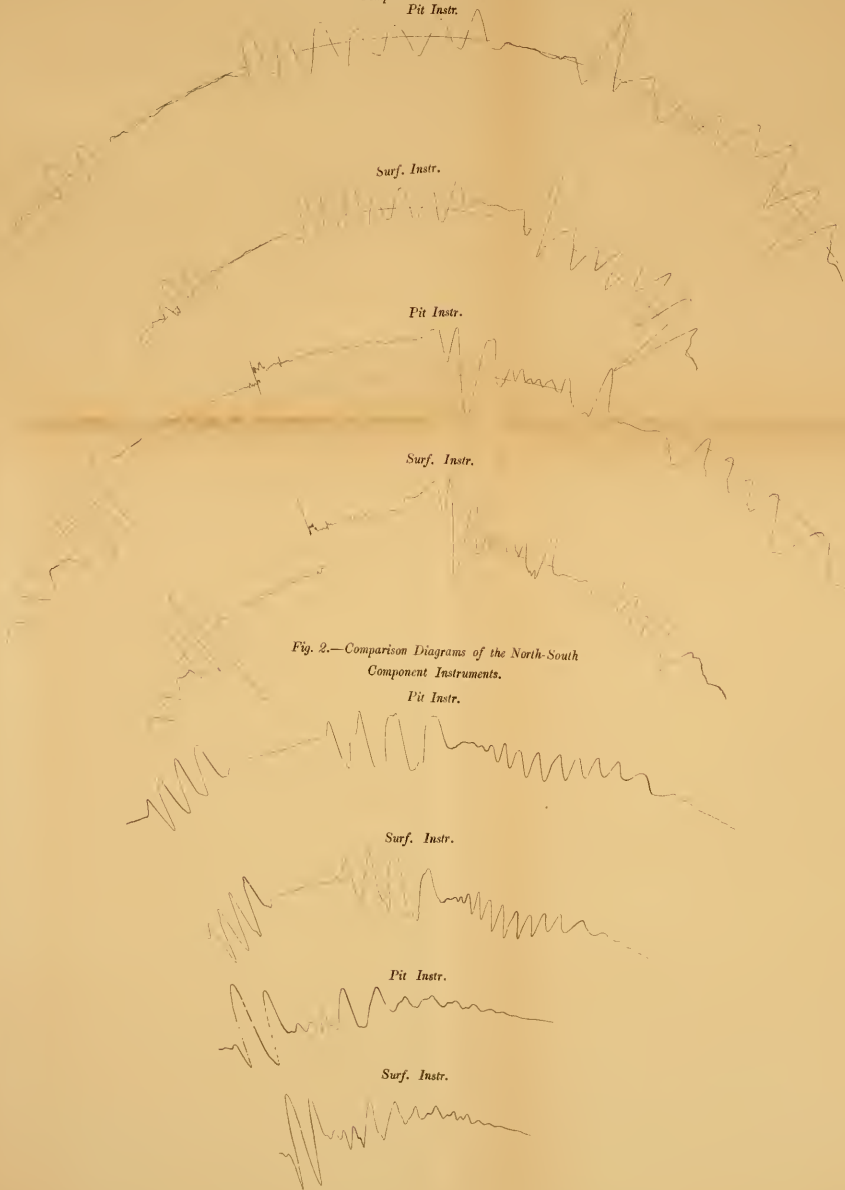 Pit Instr.
Surf. Instr.
Pit Instr.
Surf. Instr.
Fig. 2.—Comparison Diagrams of the North-South
Component Instruments.
Pit Instr.
Surf. Instr.
Pit Instr.
Surf. Instr.